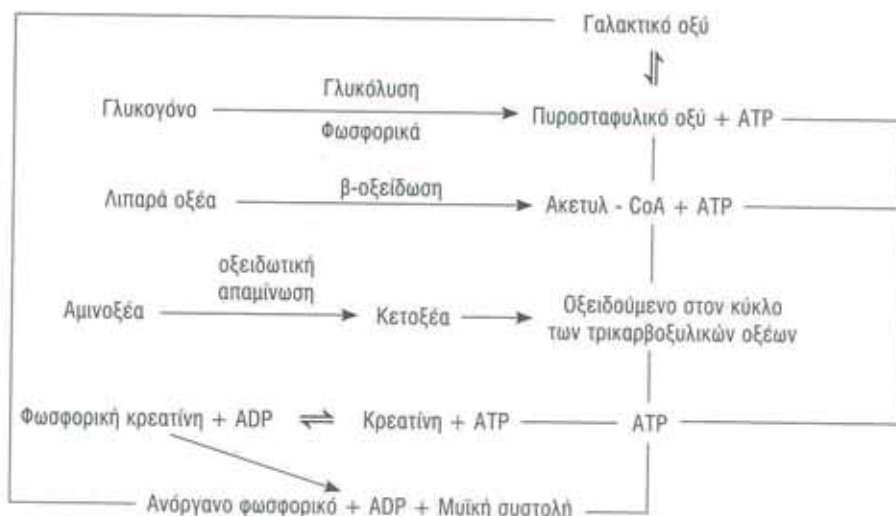 Γαλακτικό οξύ
Γλυκόλυση
Γλυκογόνο
Φωσφορικά
Πυροσταφυλικό οξύ + ATP
β-οξείδωση
Λιπαρά οξέα
Ακετυλ - CoA + ATP
οξειδωτική
απαμίνωση
Αμινοξέα
Κετοξέα
Οξειδούμενο στον κύκλο
των τρικαρβοξυλικών οξέων
Φωσφορική κρεατίνη + ADP ⇌ Κρεατίνη + ATP
ATP
Ανόργανο φωσφορικό + ADP + Μυϊκή συστολή